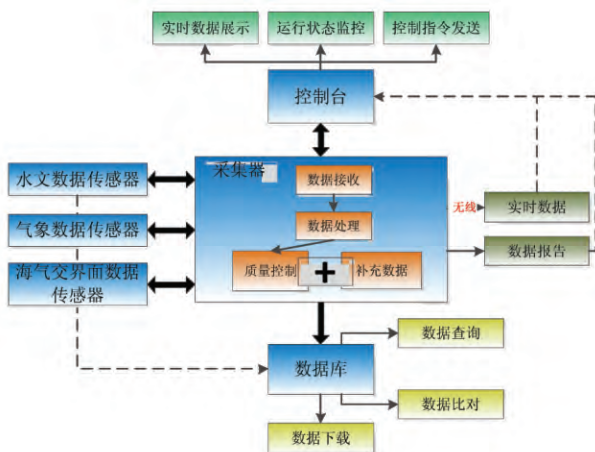 实时数据展示
运行状态监控
控制指令发送
控制台
采集器
水文数据传感器
数据接收
无线
实时数据
气象数据传感器
数据处理
数据报告
海气交界面数据
传感器
质量控制
+
补充数据
数据库
数据查询
数据比对
数据下载